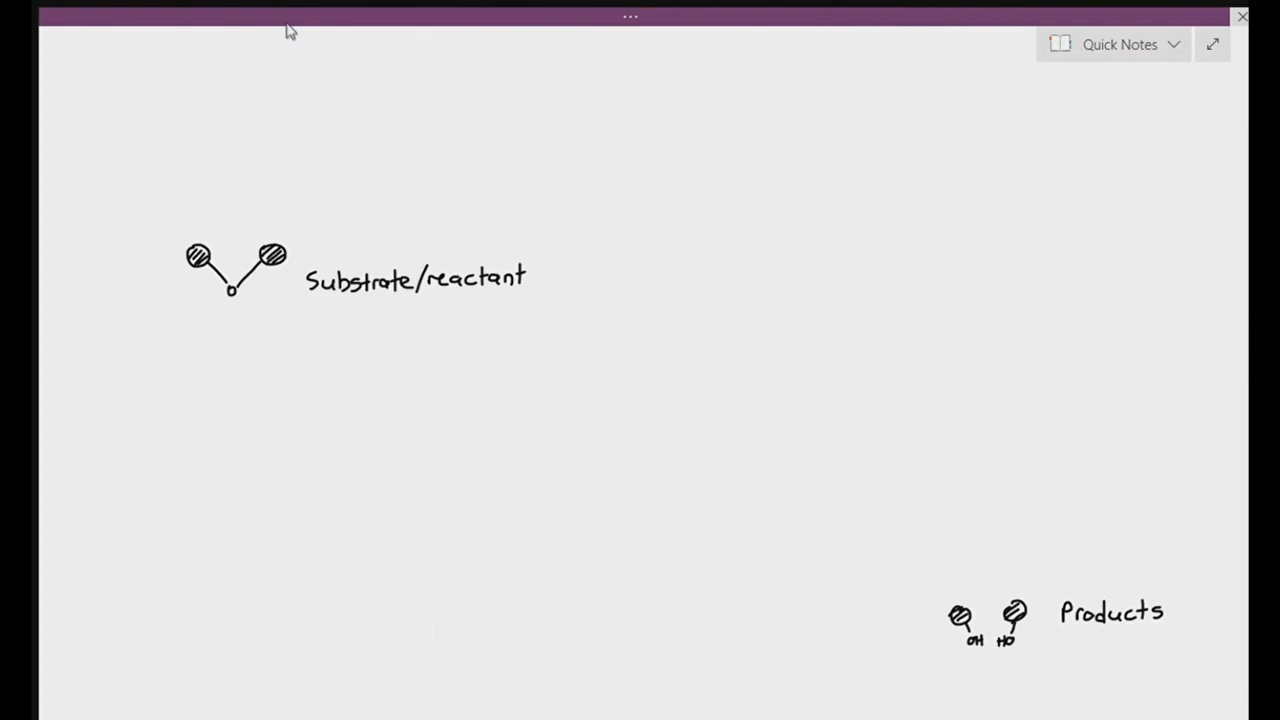 ...
Quick Notes
O
Substrate/reactant
Products
OH HO